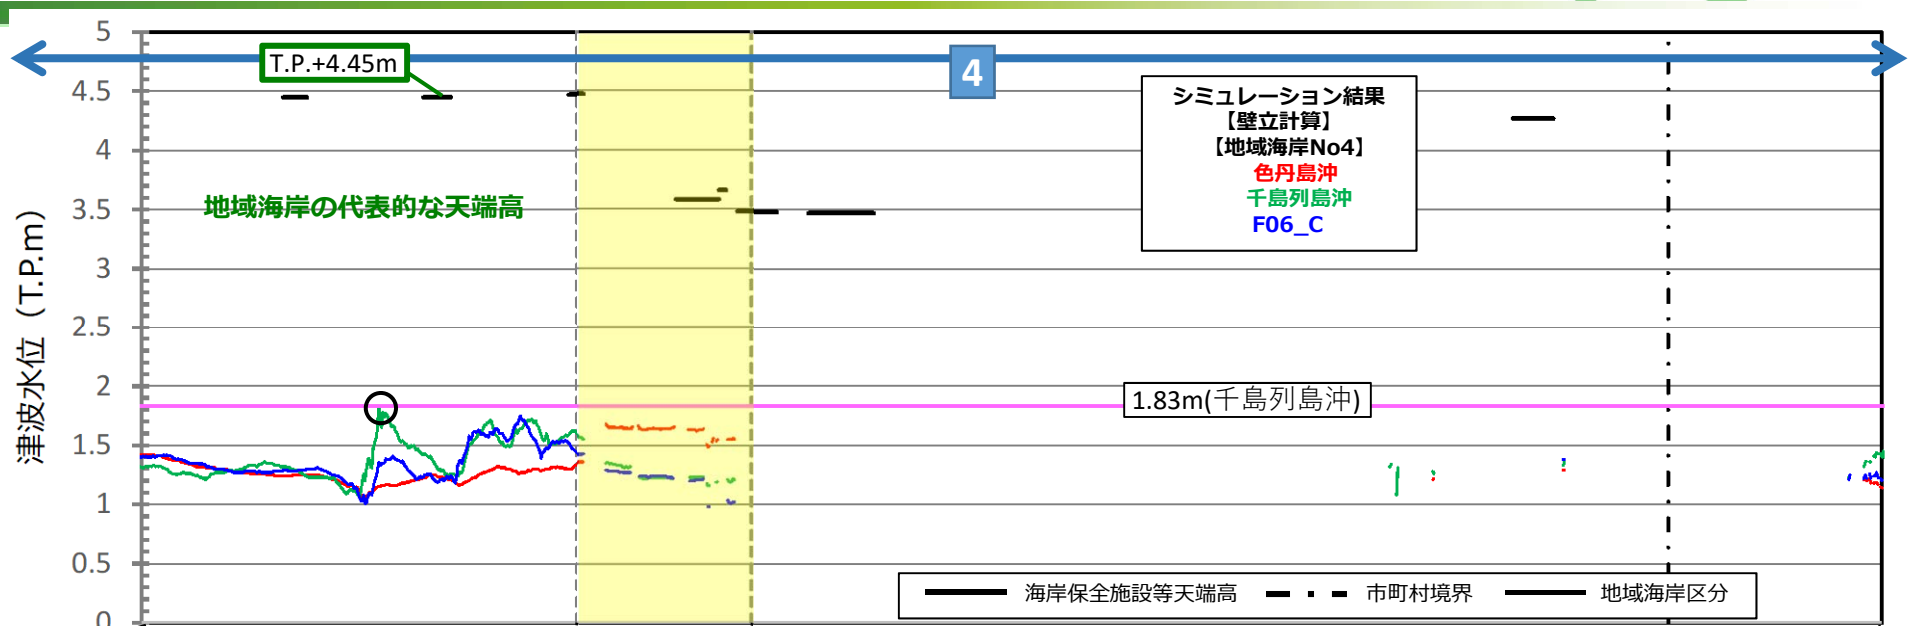 5
4.5
4
3.5
3
2.5
2
1.5
1
0.5
0
津波水位（T.P.m）
T.P.+4.45m
4
地域海岸の代表的な天端高
シミュレーション結果
【壁立計算】
【地域海岸No4】
色丹島沖
千島列島沖
F06_C
1.83m(千島列島沖)
海岸保全施設等天端高 市町村境界 地域海岸区分